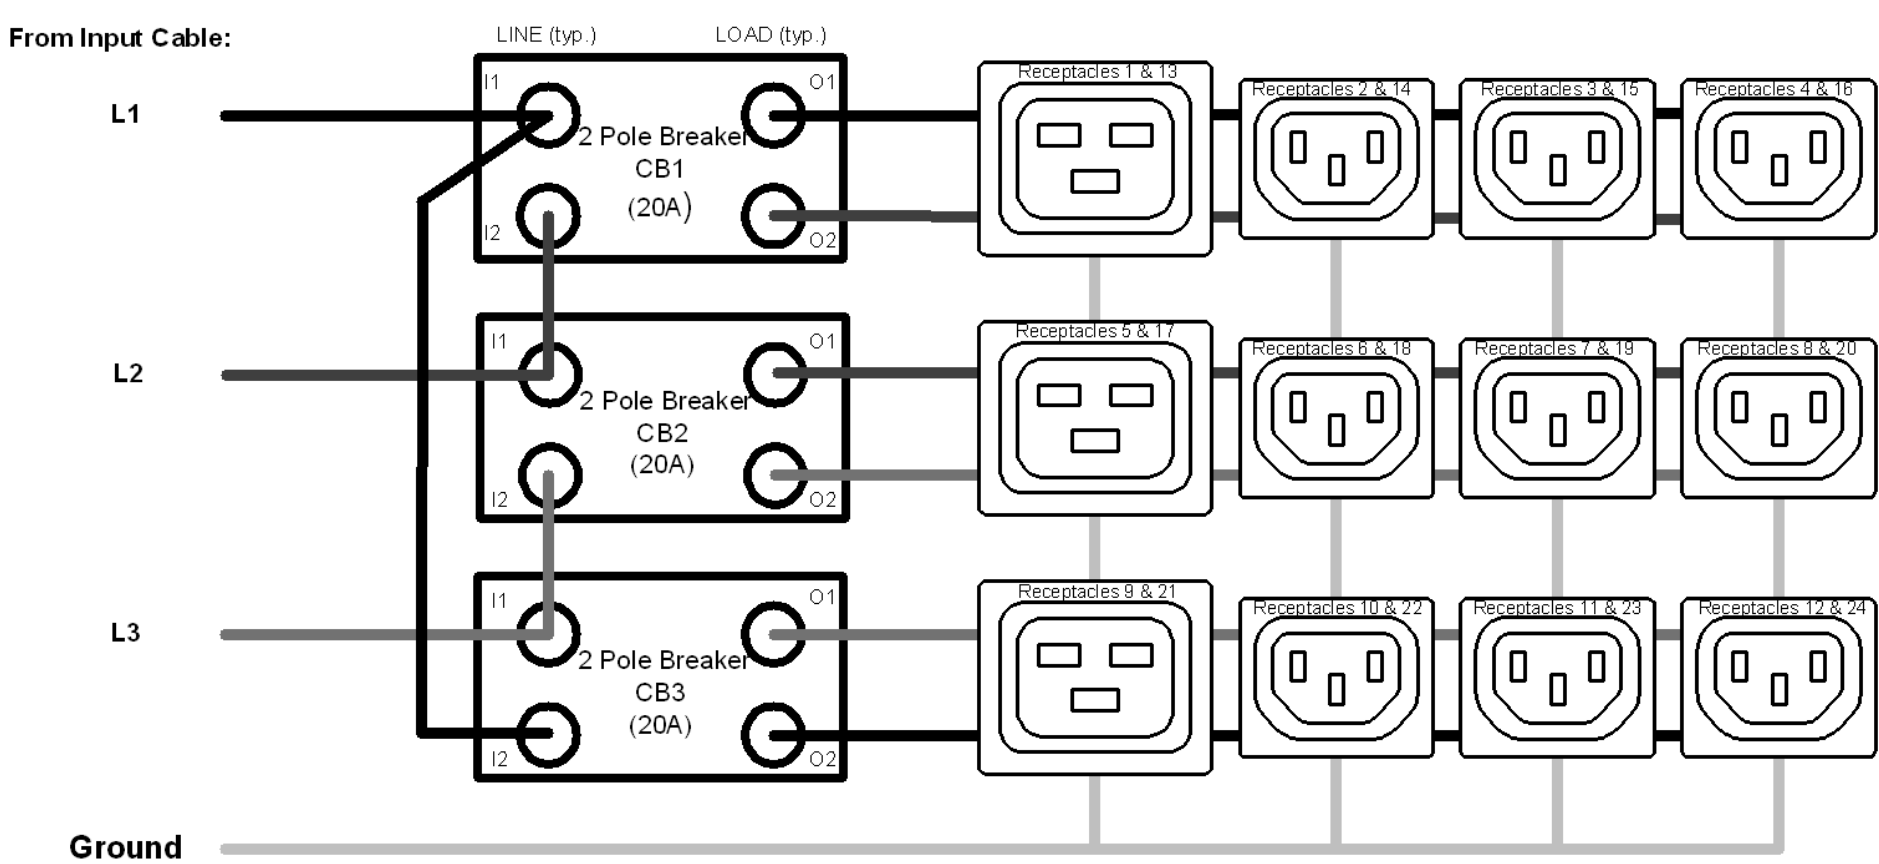 From Input Cable:
LINE (typ.)
LOAD (typ.)
L1
I1
O1
2 Pole Breaker
CB1
(20A)
I2
O2
Receptacles 1 & 13
Receptacles 2 & 14
Receptacles 3 & 15
Receptacles 4 & 16
L2
I1
O1
2 Pole Breaker
CB2
(20A)
I2
O2
Receptacles 5 & 17
Receptacles 6 & 18
Receptacles 7 & 19
Receptacles 8 & 20
L3
I1
O1
2 Pole Breaker
CB3
(20A)
I2
O2
Receptacles 9 & 21
Receptacles 10 & 22
Receptacles 11 & 23
Receptacles 12 & 24
Ground